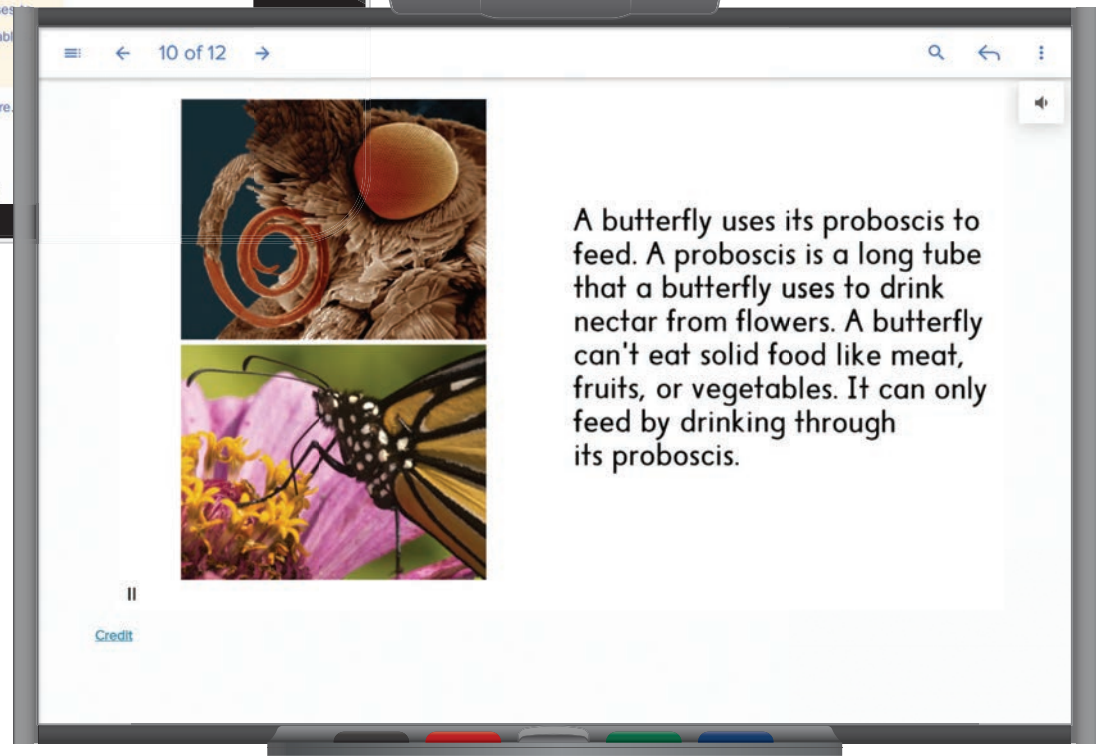 10 of 12
A butterfly uses its proboscis to
feed. A proboscis is a long tube
that a butterfly uses to drink
nectar from flowers. A butterfly
can't eat solid food like meat,
fruits, or vegetables. It can only
feed by drinking through
its proboscis.
Credit